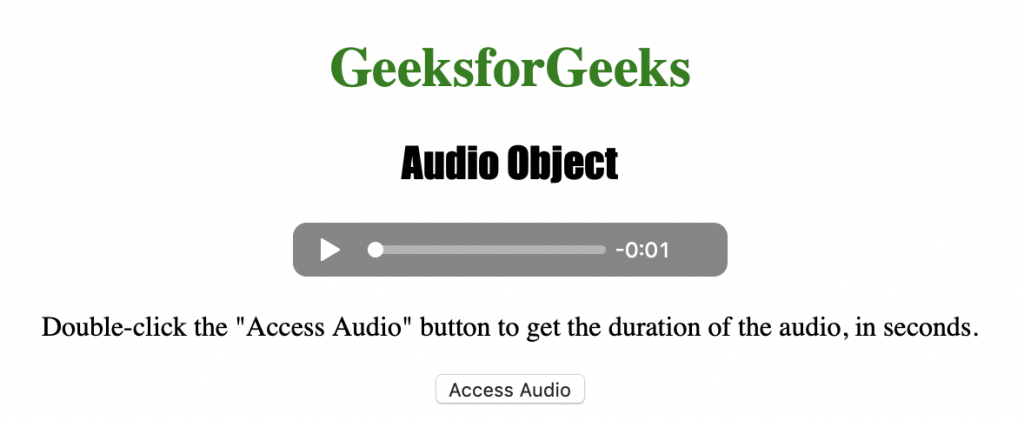 GeeksforGeeks
Audio Object
-0:01
Double-click the "Access Audio" button to get the duration of the audio, in seconds.
Access Audio